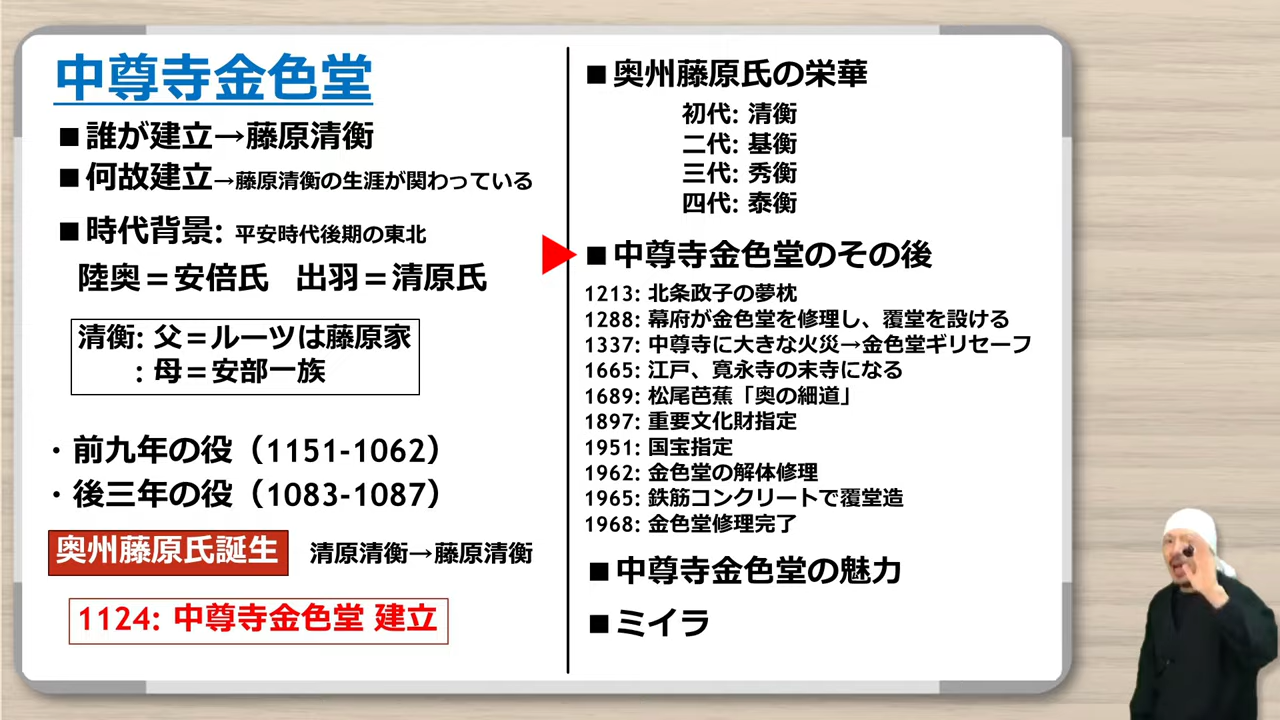 中尊寺金色堂
■誰が建立→藤原清衡
■何故建立→藤原清衡の生涯が関わっている
■時代背景: 平安時代後期の東北
陸奥＝安倍氏 出羽＝清原氏
清衡: 父＝ルーツは藤原家
: 母＝安部一族
・前九年の役（1151-1062）
・後三年の役（1083-1087）
奥州藤原氏誕生 清原清衡→藤原清衡
1124: 中尊寺金色堂 建立
■奥州藤原氏の栄華
初代: 清衡
二代: 基衡
三代: 秀衡
四代: 泰衡
■中尊寺金色堂のその後
1213: 北条政子の夢枕
1288: 幕府が金色堂を修理し、覆堂を設ける
1337: 中尊寺に大きな火災→金色堂ギリセーフ
1665: 江戸、寛永寺の末寺になる
1689: 松尾芭蕉「奥の細道」
1897: 重要文化財指定
1951: 国宝指定
1962: 金色堂の解体修理
1965: 鉄筋コンクリートで覆堂造
1968: 金色堂修理完了
■中尊寺金色堂の魅力
■ミイラ